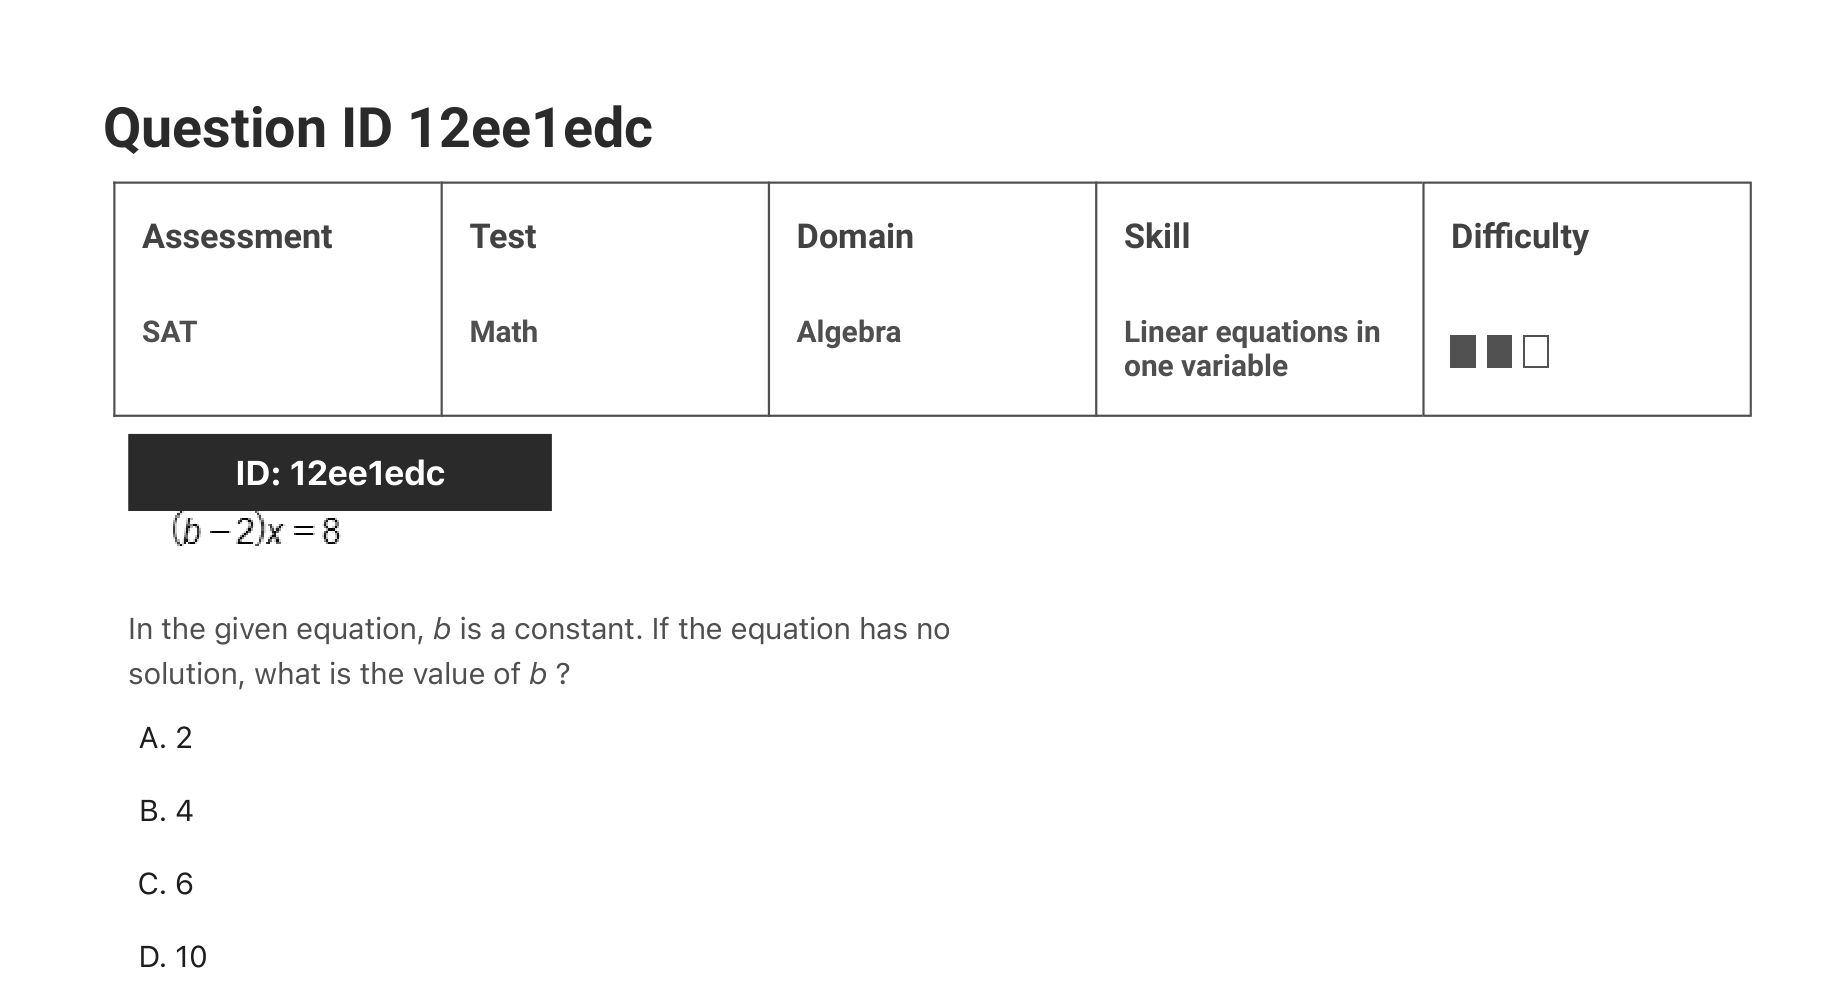 Question ID 12ee1edc
Assessment
Test
Domain
Skill
Difficulty
SAT
Math
Algebra
Linear equations in
one variable
ID: 12ee1edc
(b – 2)x = 8
In the given equation, b is a constant. If the equation has no
solution, what is the value of b ?
A. 2
B. 4
C. 6
D. 10